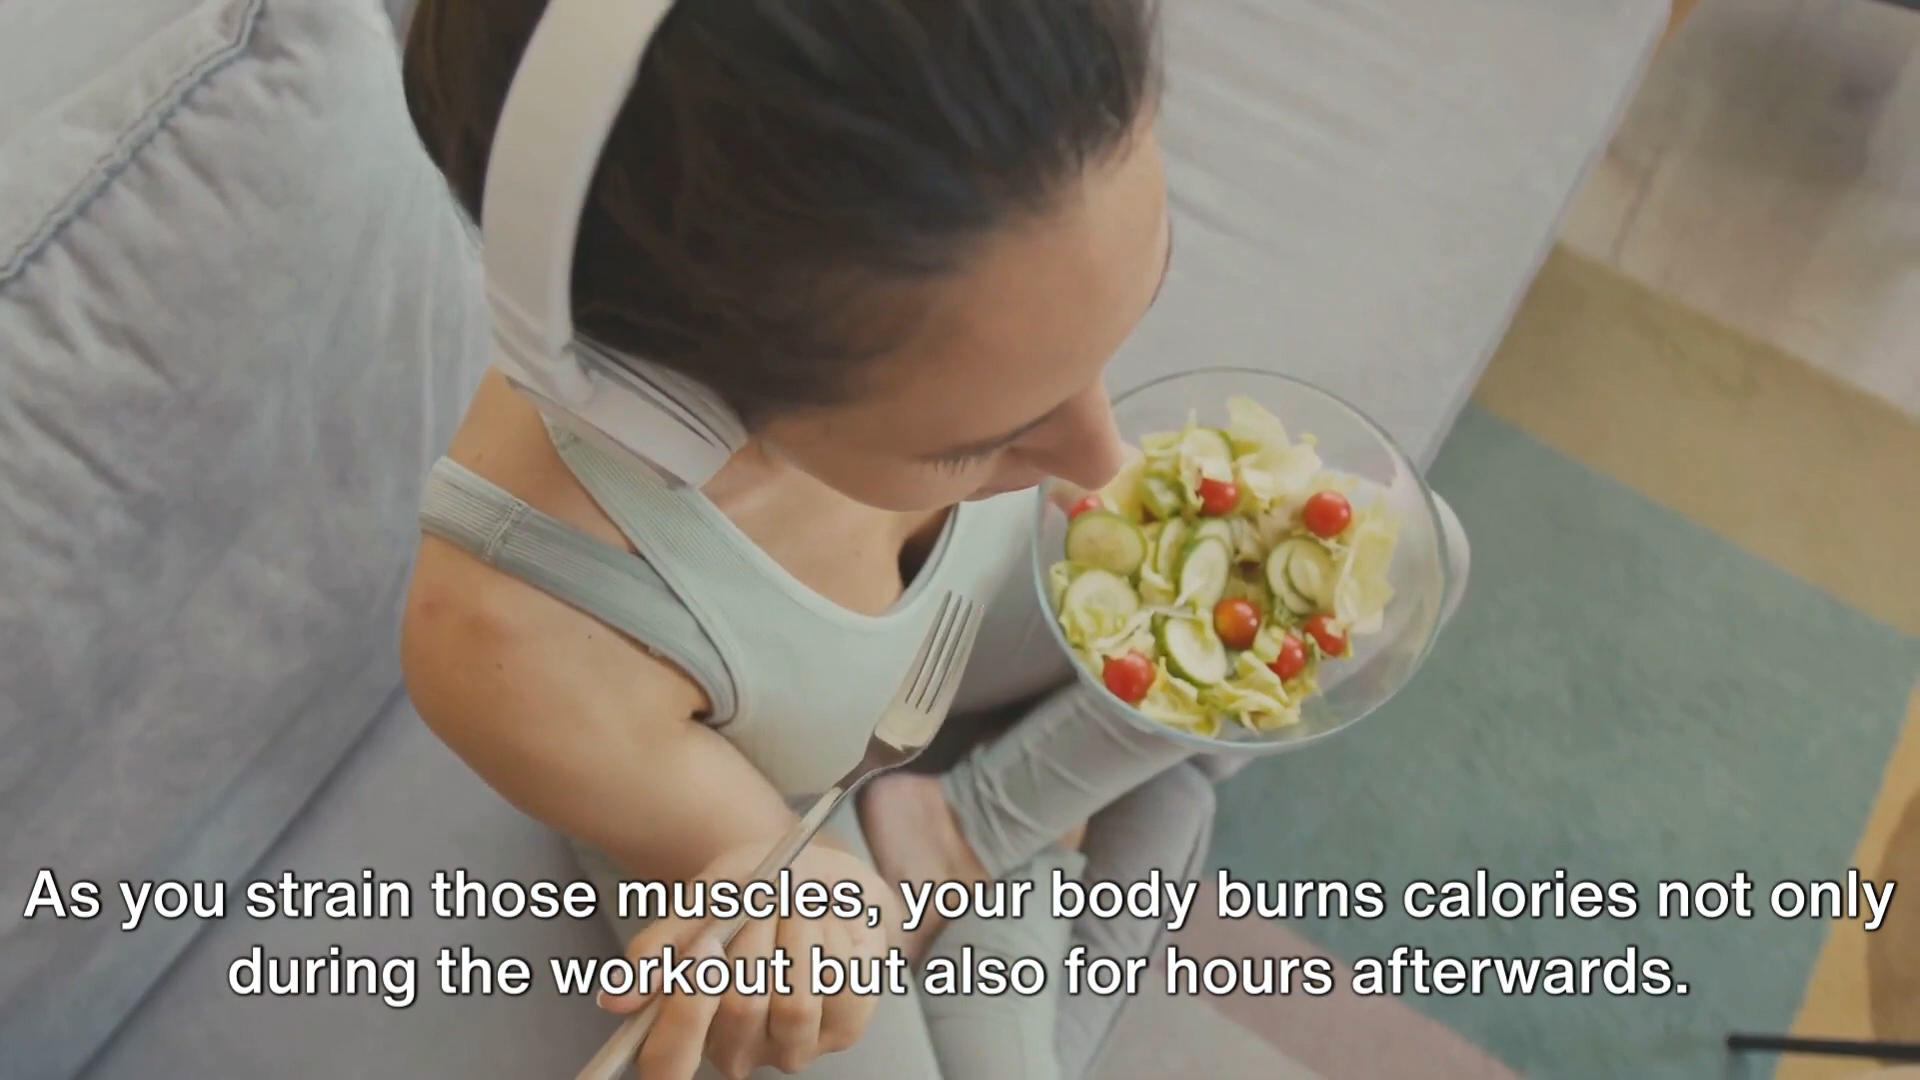 As you strain those muscles, your body burns calories not only
during the workout but also for hours afterwards.